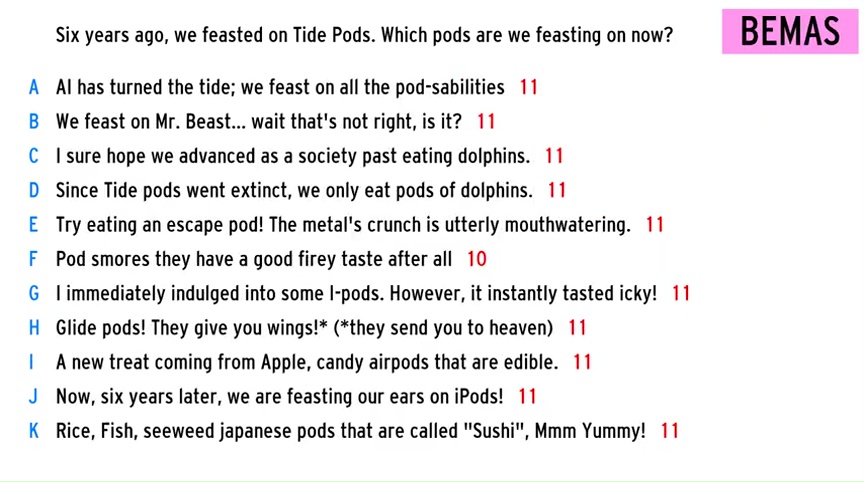 Six years ago, we feasted on Tide Pods. Which pods are we feasting on now?
BEMAS
A AI has turned the tide; we feast on all the pod-sabilities 11
B We feast on Mr. Beast... wait that's not right, is it? 11
C I sure hope we advanced as a society past eating dolphins. 11
D Since Tide pods went extinct, we only eat pods of dolphins. 11
E Try eating an escape pod! The metal's crunch is utterly mouthwatering. 11
F Pod smores they have a good firey taste after all 10
G I immediately indulged into some I-pods. However, it instantly tasted icky! 11
H Glide pods! They give you wings!* (*they send you to heaven) 11
I A new treat coming from Apple, candy airpods that are edible. 11
J Now, six years later, we are feasting our ears on iPods! 11
K Rice, Fish, seeweed japanese pods that are called "Sushi", Mmm Yummy! 11